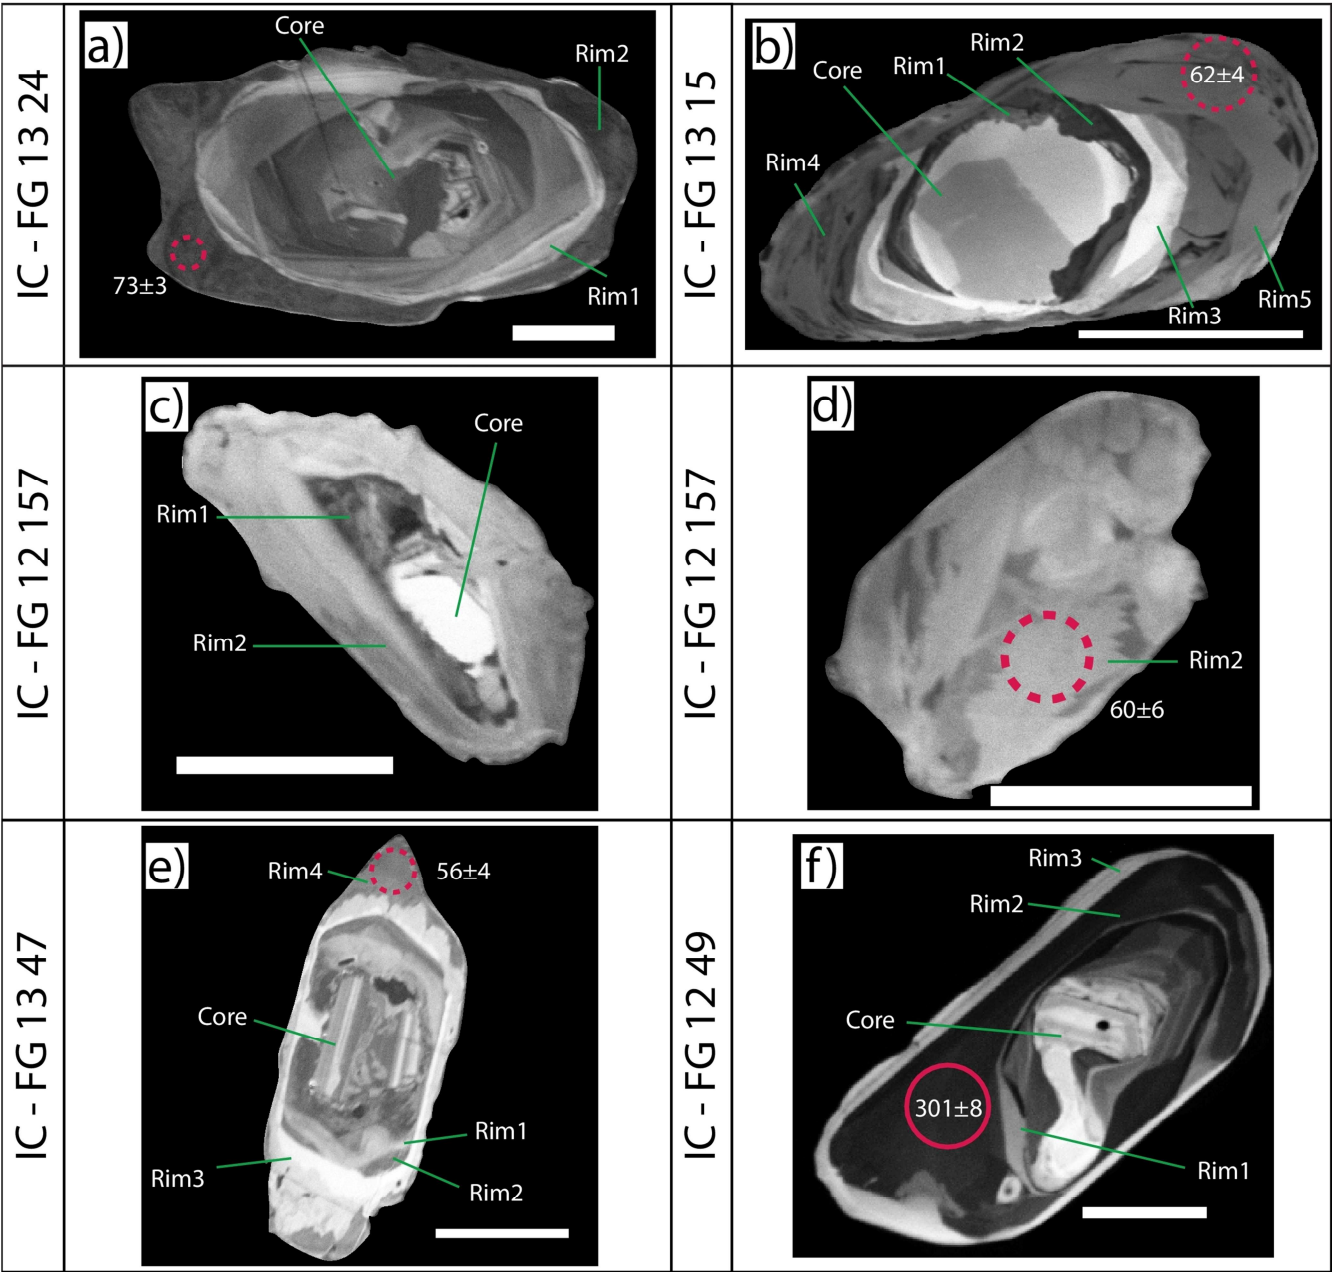 IC - FG 13 24
a)
Core
Rim2
73±3
Rim1
IC - FG 13 15
b)
Core
Rim1
Rim2
62±4
Rim4
Rim3
Rim5
IC - FG 12 157
c)
Core
Rim1
Rim2
IC - FG 12 157
d)
Rim2
60±6
IC - FG 13 47
e)
Rim4
56±4
Core
Rim1
Rim3
Rim2
IC - FG 12 49
f)
Rim3
Rim2
Core
301±8
Rim1